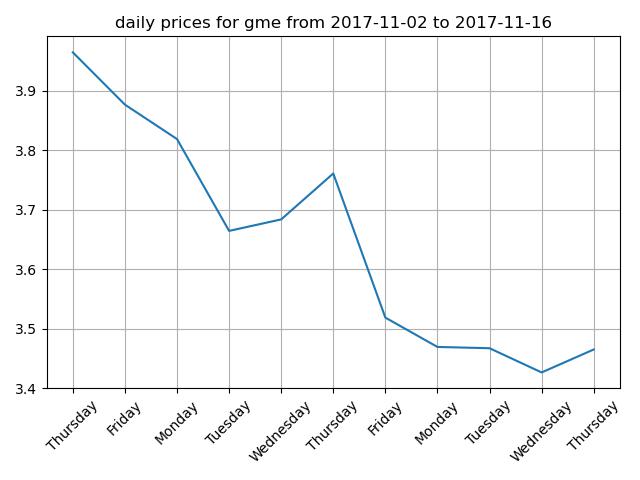 daily prices for gme from 2017-11-02 to 2017-11-16
3.9
3.8
3.7
3.6
3.5
3.4
Thursday
Friday
Monday
Tuesday
Wednesday
Thursday
Friday
Monday
Tuesday
Wednesday
Thursday